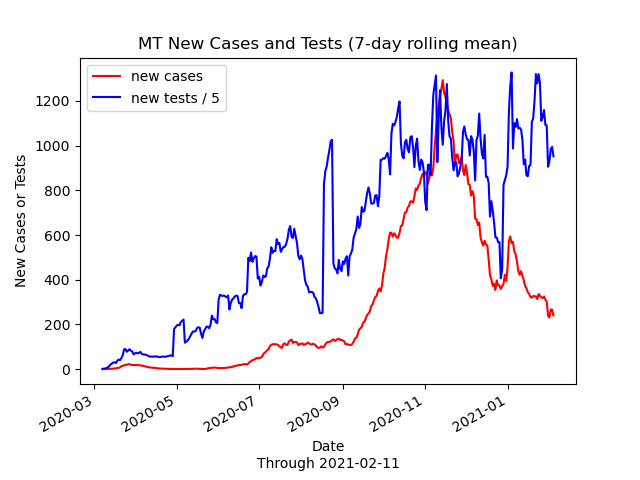 MT New Cases and Tests (7-day rolling mean)
new cases
new tests / 5
New Cases or Tests
1200
1000
800
600
400
200
0
2020-03
2020-05
2020-07
2020-09
2020-11
2021-01
Date
Through 2021-02-11